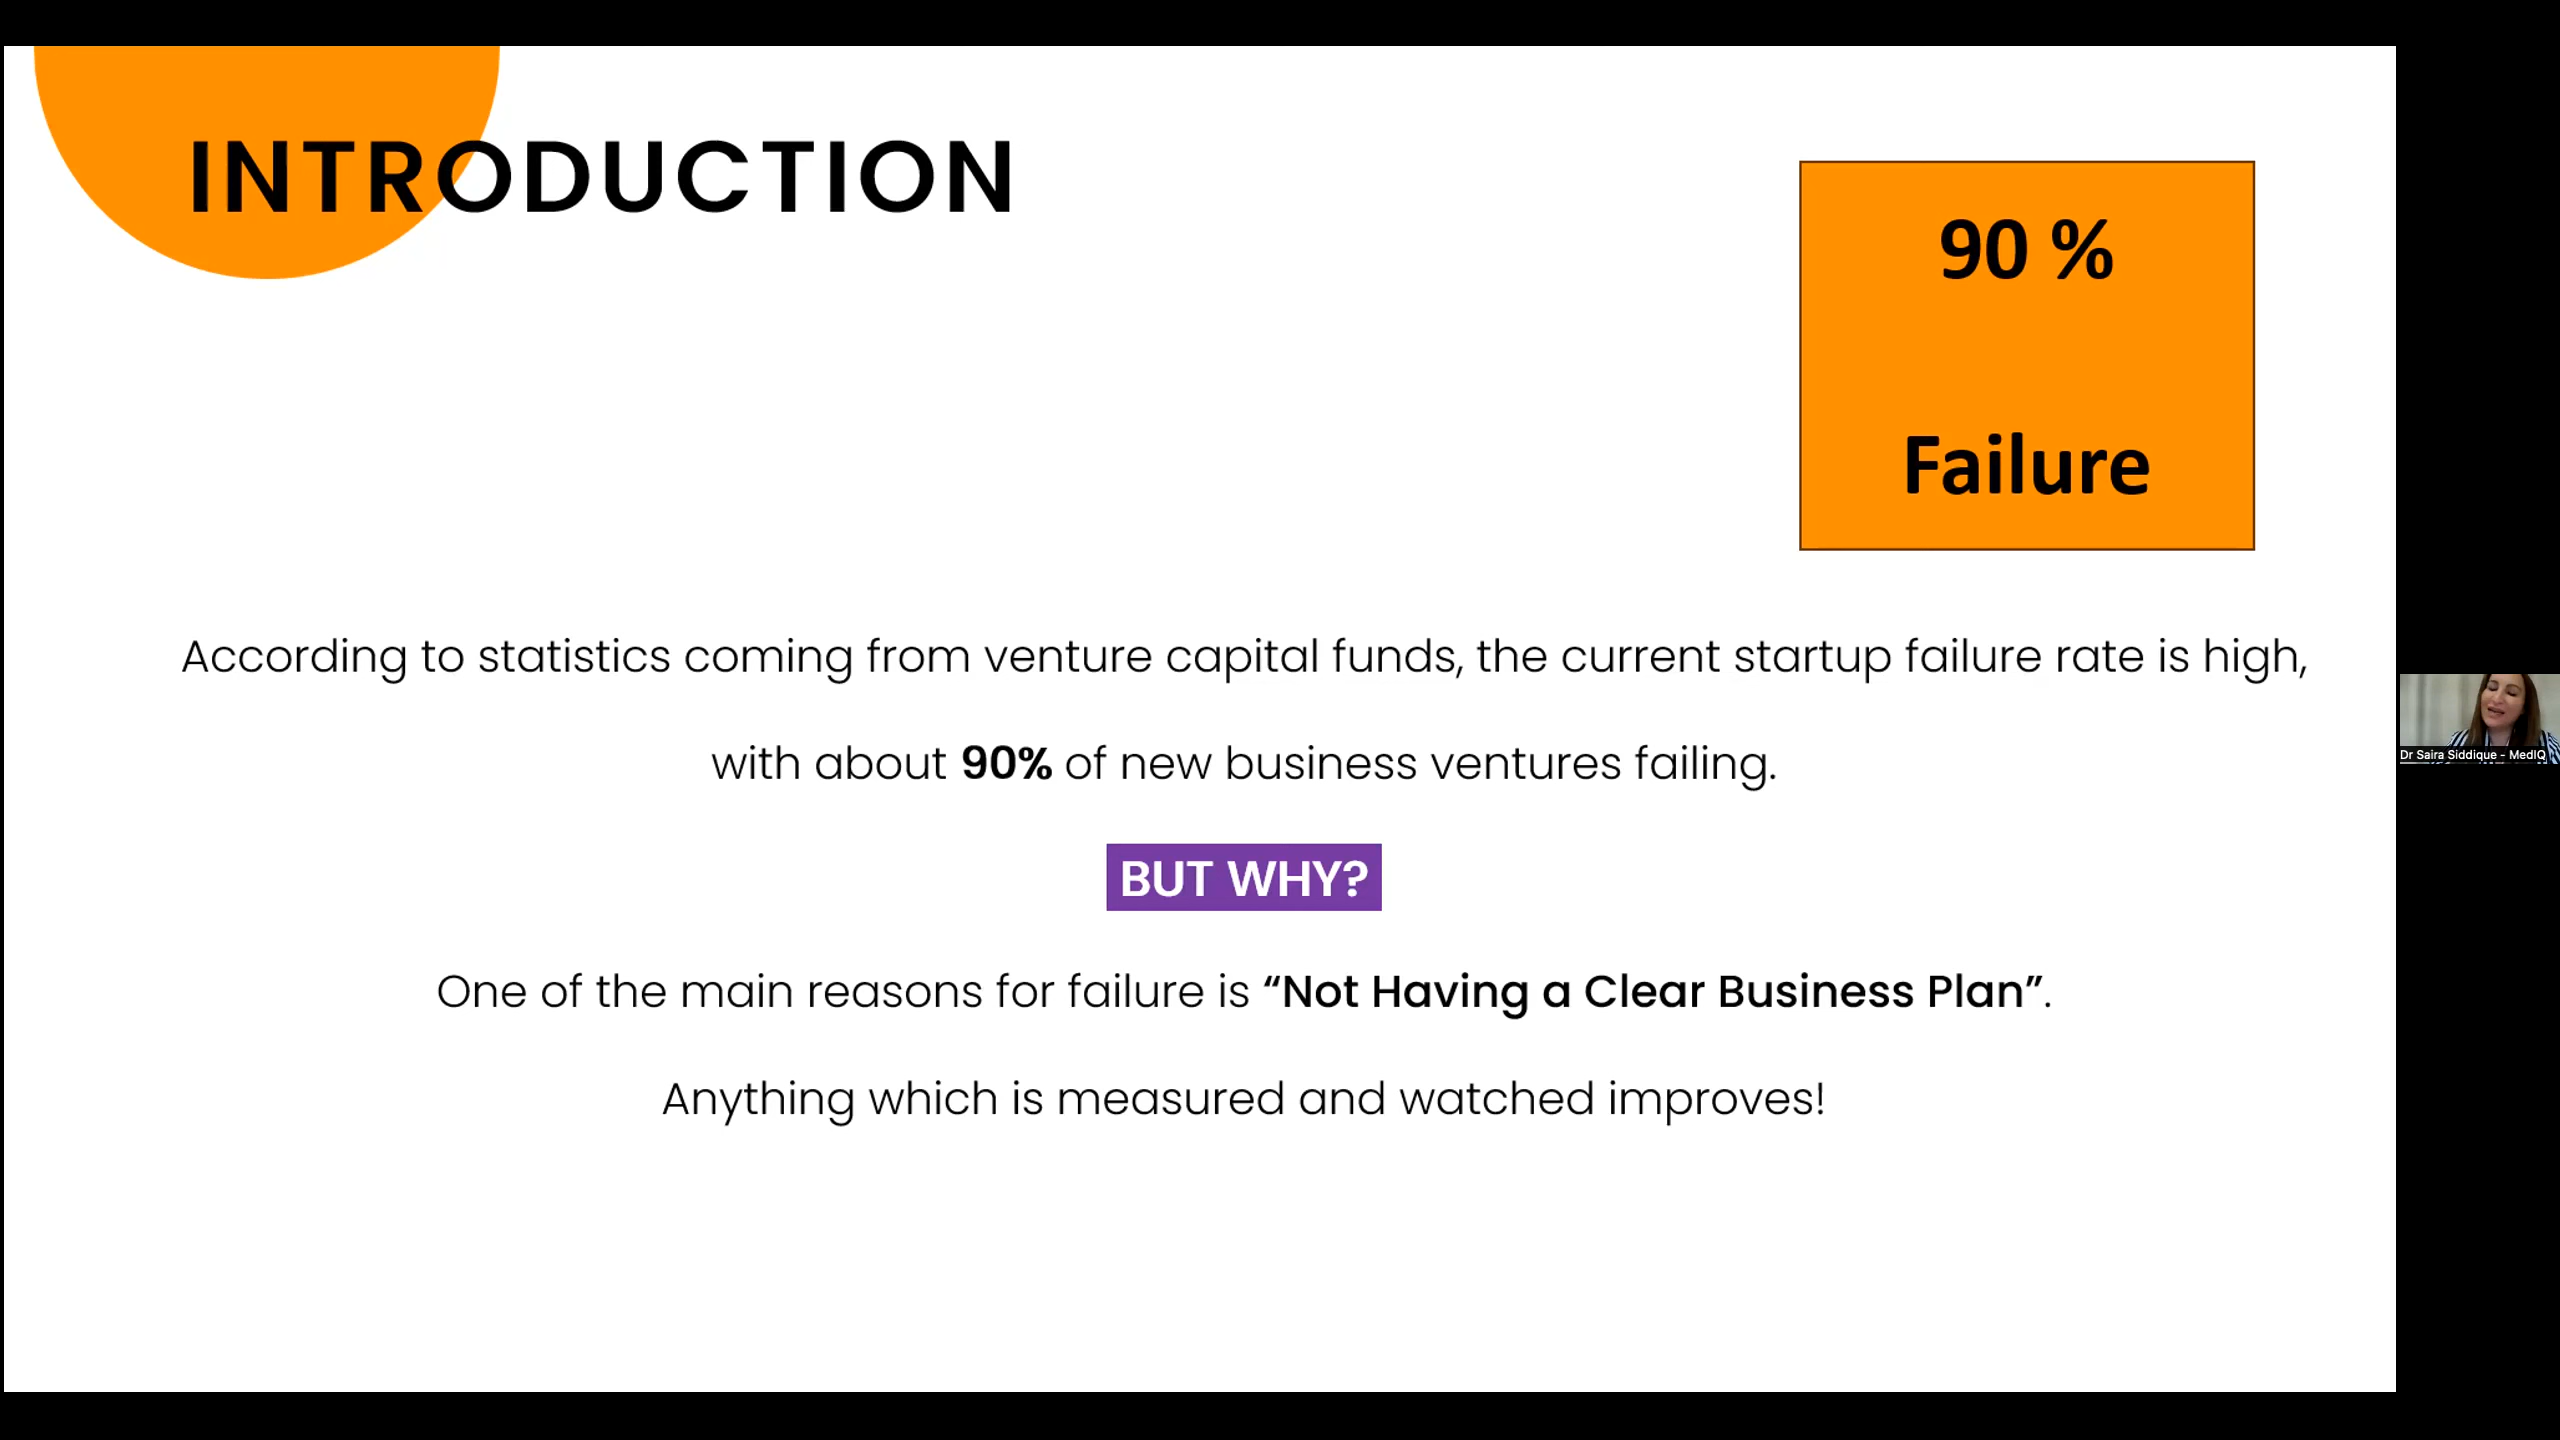 INTRODUCTION
90 %
Failure
According to statistics coming from venture capital funds, the current startup failure rate is high,
with about 90% of new business ventures failing.
BUT WHY?
One of the main reasons for failure is “Not Having a Clear Business Plan”.
Anything which is measured and watched improves!
Dr Saira Siddique - MedIQ